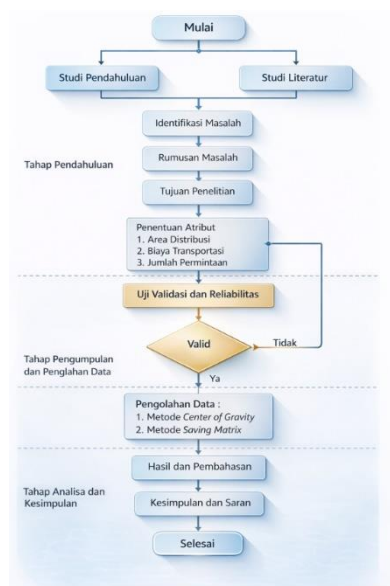 Mulai
Studi Pendahuluan
Studi Literatur
Identifikasi Masalah
Rumusan Masalah
Tahap Pendahuluan
Tujuan Penelitian
Penentuan Atribut
1. Area Distribusi
2. Biaya Transportasi
3. Jumlah Permintaan
Uji Validasi dan Reliabilitas
Valid
Tidak
Tahap Pengumpulan
dan Penglahan Data
Ya
Pengolahan Data :
1. Metode Center of Gravity
2. Metode Saving Matrix
Hasil dan Pembahasan
Tahap Analisa dan
Kesimpulan
Kesimpulan dan Saran
Selesai